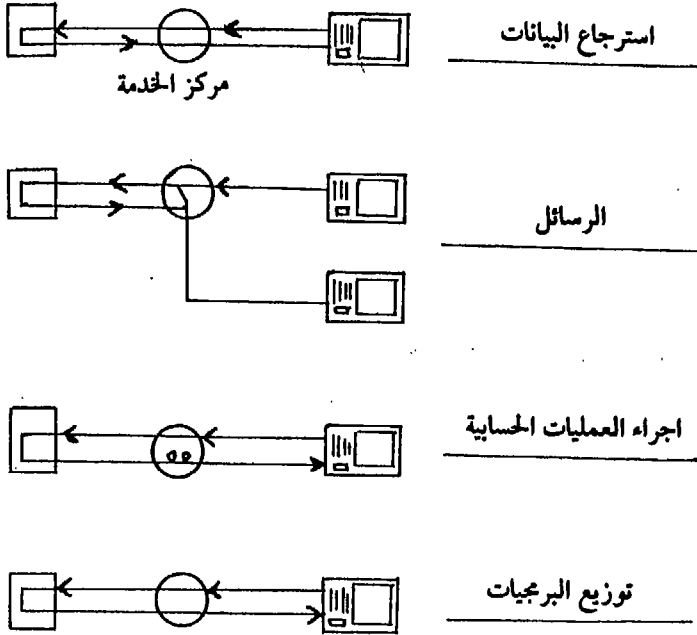 استرجاع البيانات
مركز الخدمة
الرسائل
اجراء العمليات الحسابية
توزيع البرمجيات